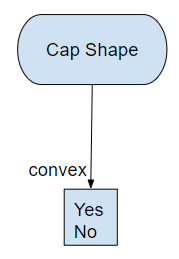 Cap Shape
convex
Yes
No